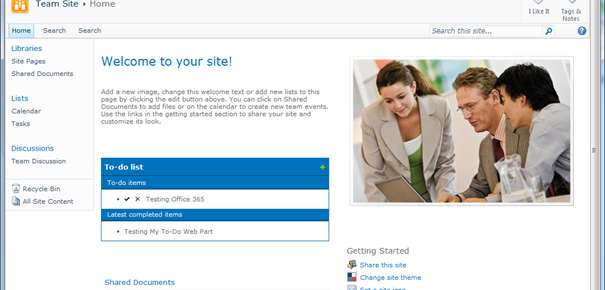 Team Site ▸ Home
I Like It
Tags & Notes
Home Search Search
Search this site...
Libraries
Site Pages
Shared Documents
Lists
Calendar
Tasks
Discussions
Team Discussion
Recycle Bin
All Site Content
Welcome to your site!
Add a new image, change this welcome text or add new lists to this
page by clicking the edit button above. You can click on Shared
Documents to add files or on the calendar to create new team events.
Use the links in the getting started section to share your site and
customize its look.
To-do list
To-do items
Testing Office 365
Latest completed items
Testing My To-Do Web Part
Shared Documents
Getting Started
Share this site
Change site theme
Set a site icon